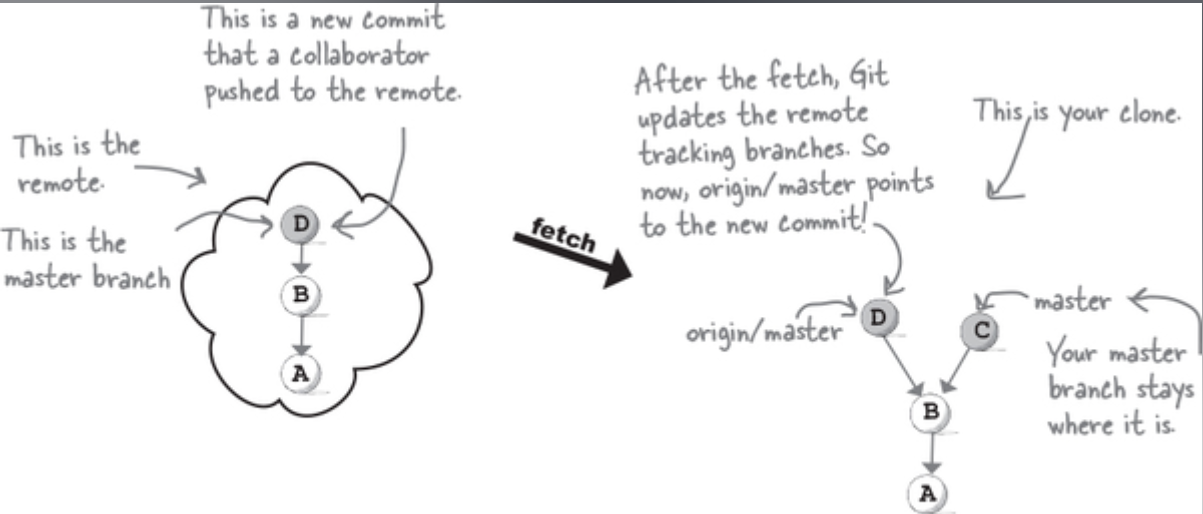 This is a new commit
that a collaborator
pushed to the remote.
This is the
remote.
This is the
master branch
D
B
A
fetch
After the fetch, Git
updates the remote
tracking branches. So
now, origin/master points
to the new commit!
This is your clone.
origin/master
D
C
master
Your master
branch stays
where it is.
B
A